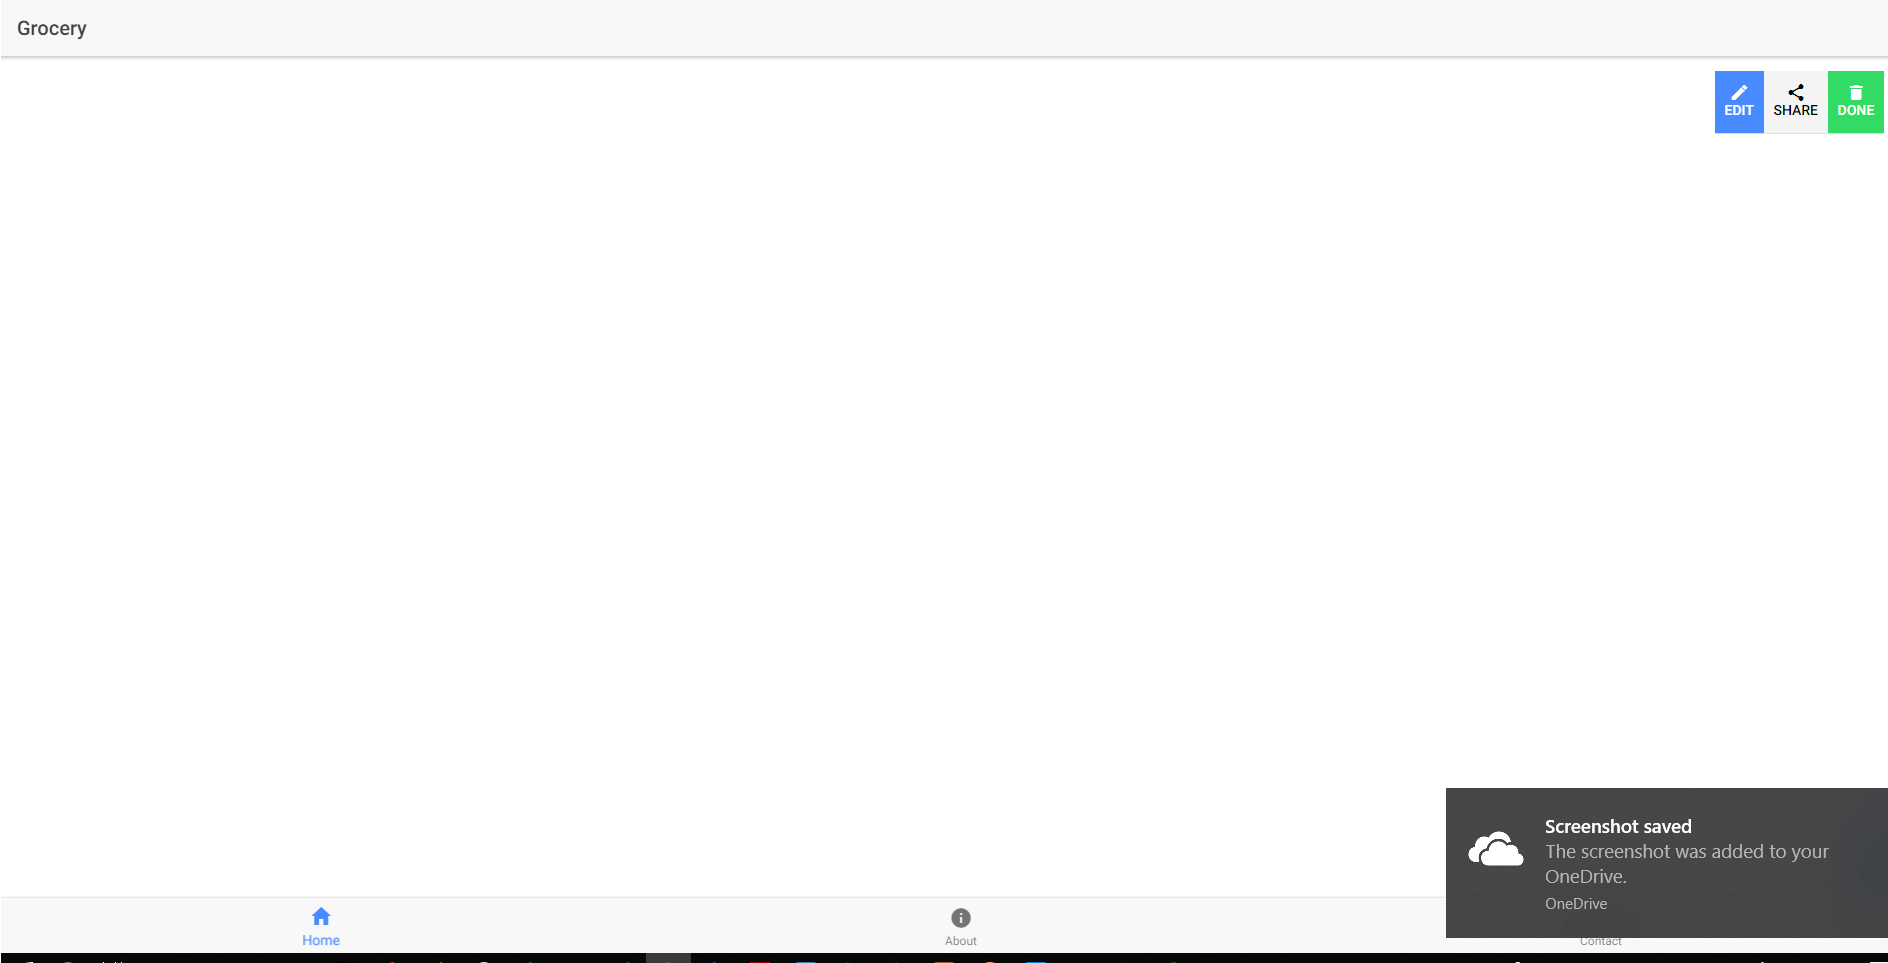 Grocery
EDIT
SHARE
DONE
Screenshot saved
The screenshot was added to your
OneDrive.
OneDrive
Home
About
Contact